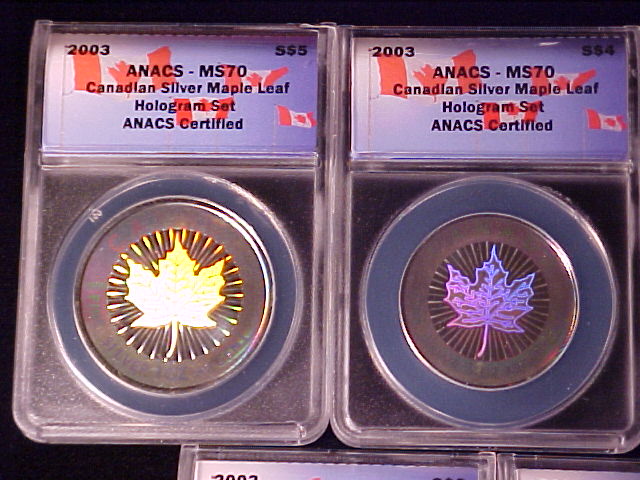 2003 S$5
ANACS - MS70
Canadian Silver Maple Leaf
Hologram Set
ANACS Certified
2003 S$4
ANACS - MS70
Canadian Silver Maple Leaf
Hologram Set
ANACS Certified
2003